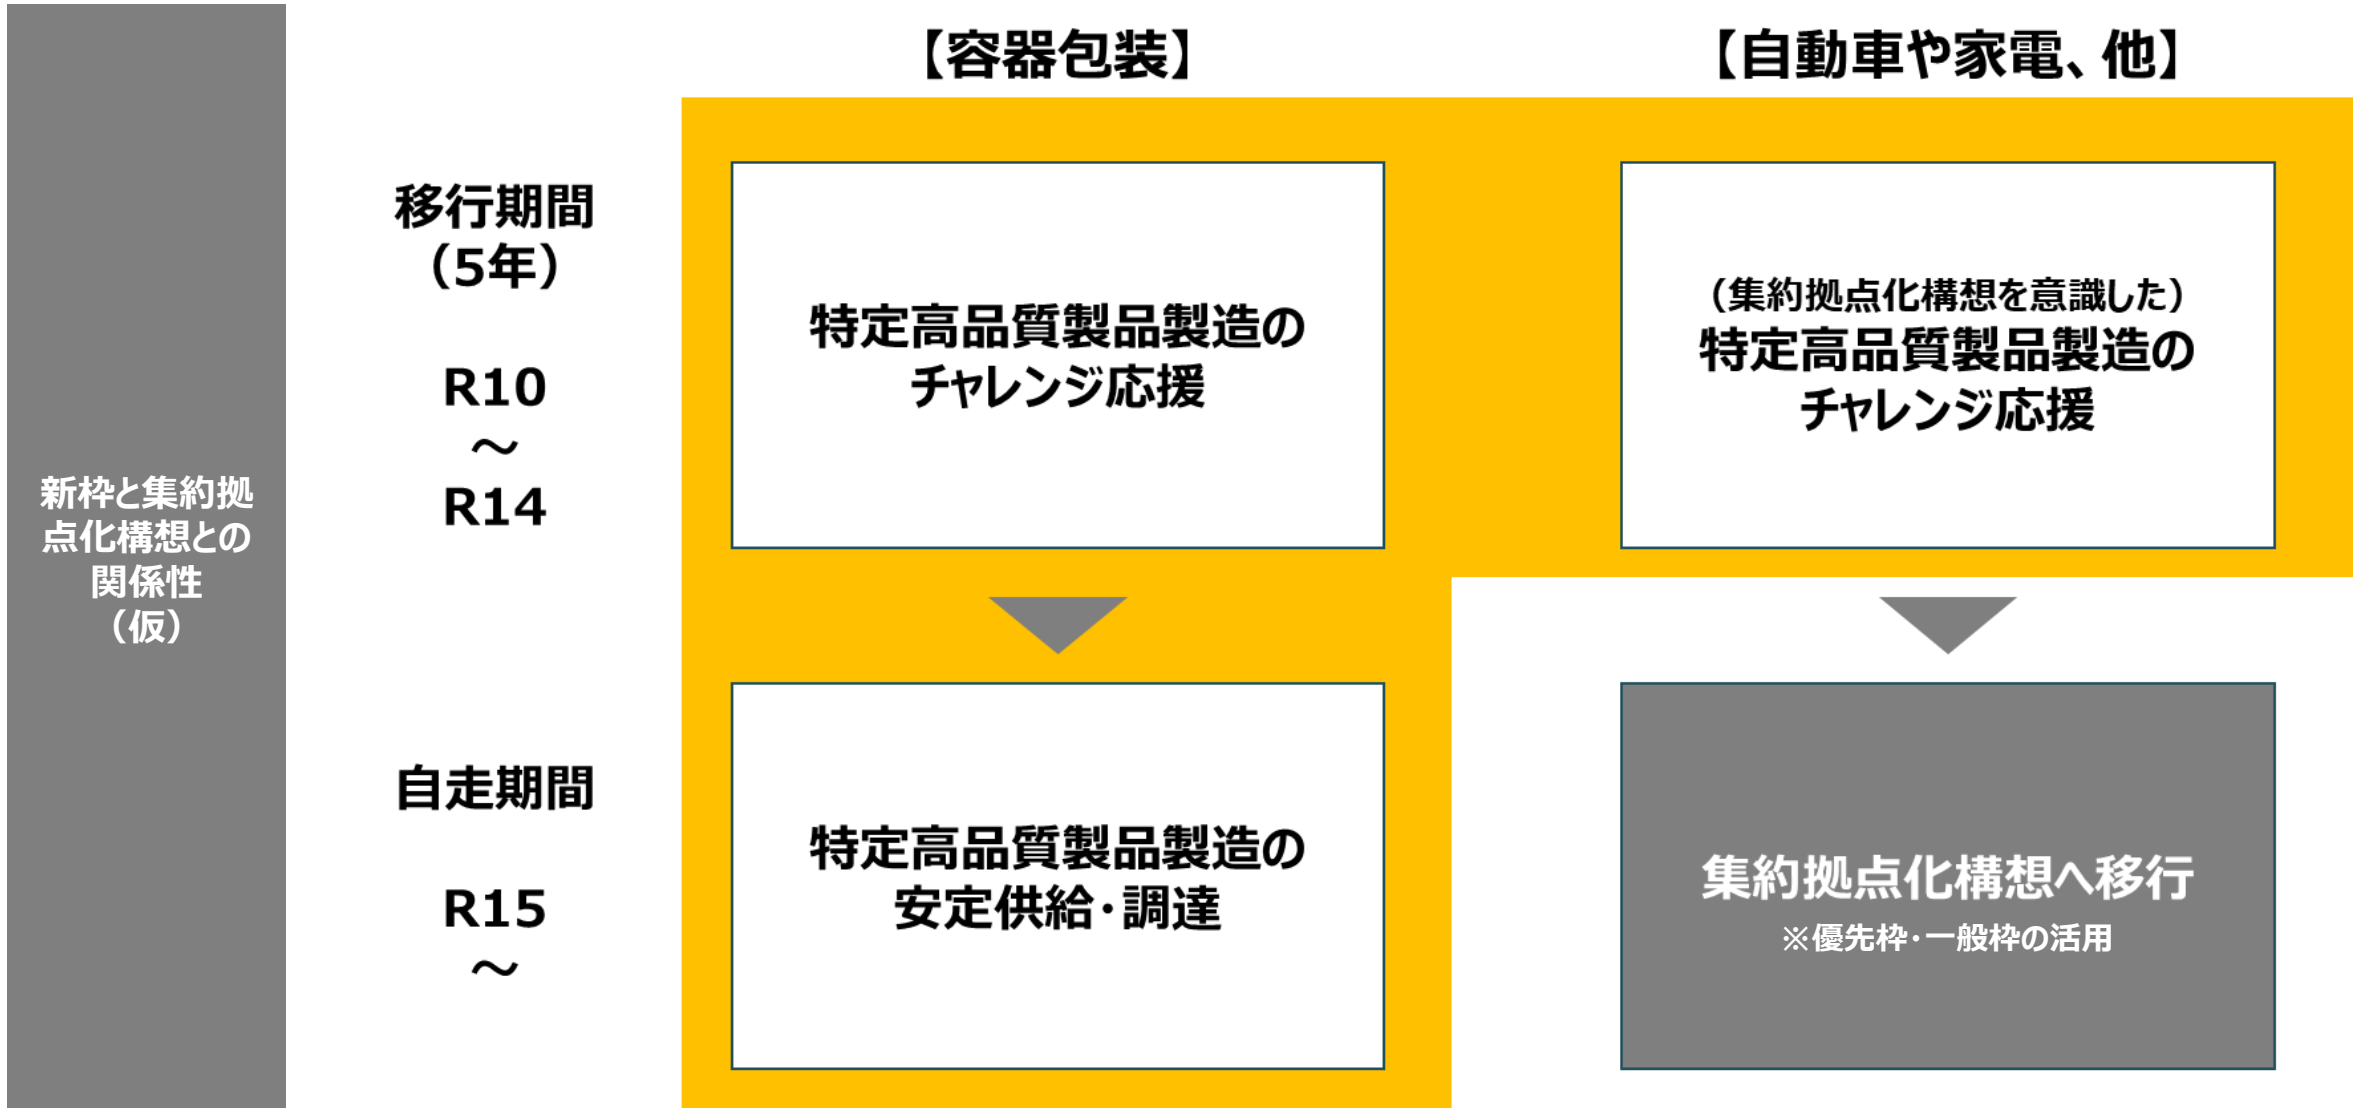 新枠と集約拠
点化構想との
関係性
（仮）
【容器包装】
【自動車や家電、他】
移行期間
（5年）
R10
～
R14
特定高品質製品製造の
チャレンジ応援
（集約拠点化構想を意識した）
特定高品質製品製造の
チャレンジ応援
自走期間
R15
～
特定高品質製品製造の
安定供給・調達
集約拠点化構想へ移行
※優先枠・一般枠の活用